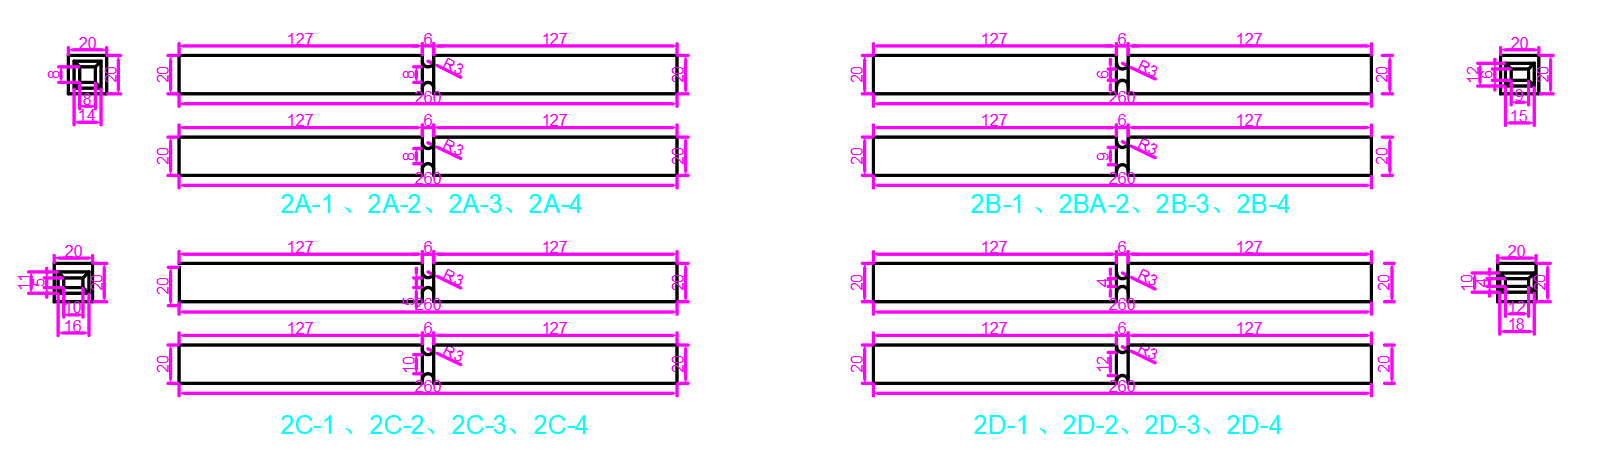 20 127 6 127 127 6 127 20
8 20 20 8 R3 20 20 6 R3 20 12 6 20
8 260 260 9
14 127 6 127 127 6 127 15
20 8 R3 20 20 9 R3 20
260 260
2A-1 、2A-2、2A-3、2A-4 2B-1 、2BA-2、2B-3、2B-4
20 127 6 127 127 6 127 20
11 5 20 20 5 R3 20 20 4 R3 20 10 4 20
10 260 260 12
16 127 6 127 127 6 127 18
20 10 R3 20 20 12 R3 20
260 260
2C-1 、2C-2、2C-3、2C-4 2D-1 、2D-2、2D-3、2D-4